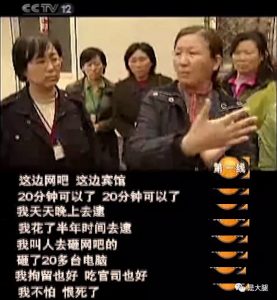 CCTV 12
第一线
这边网吧 这边宾馆
20分钟可以了 20分钟可以了
我天天晚上去逮
我花了半年时间去逮
我叫人去砸网吧的
砸了20多台电脑
我拘留也好 吃官司也好
我不怕 恨死了
昆大脑